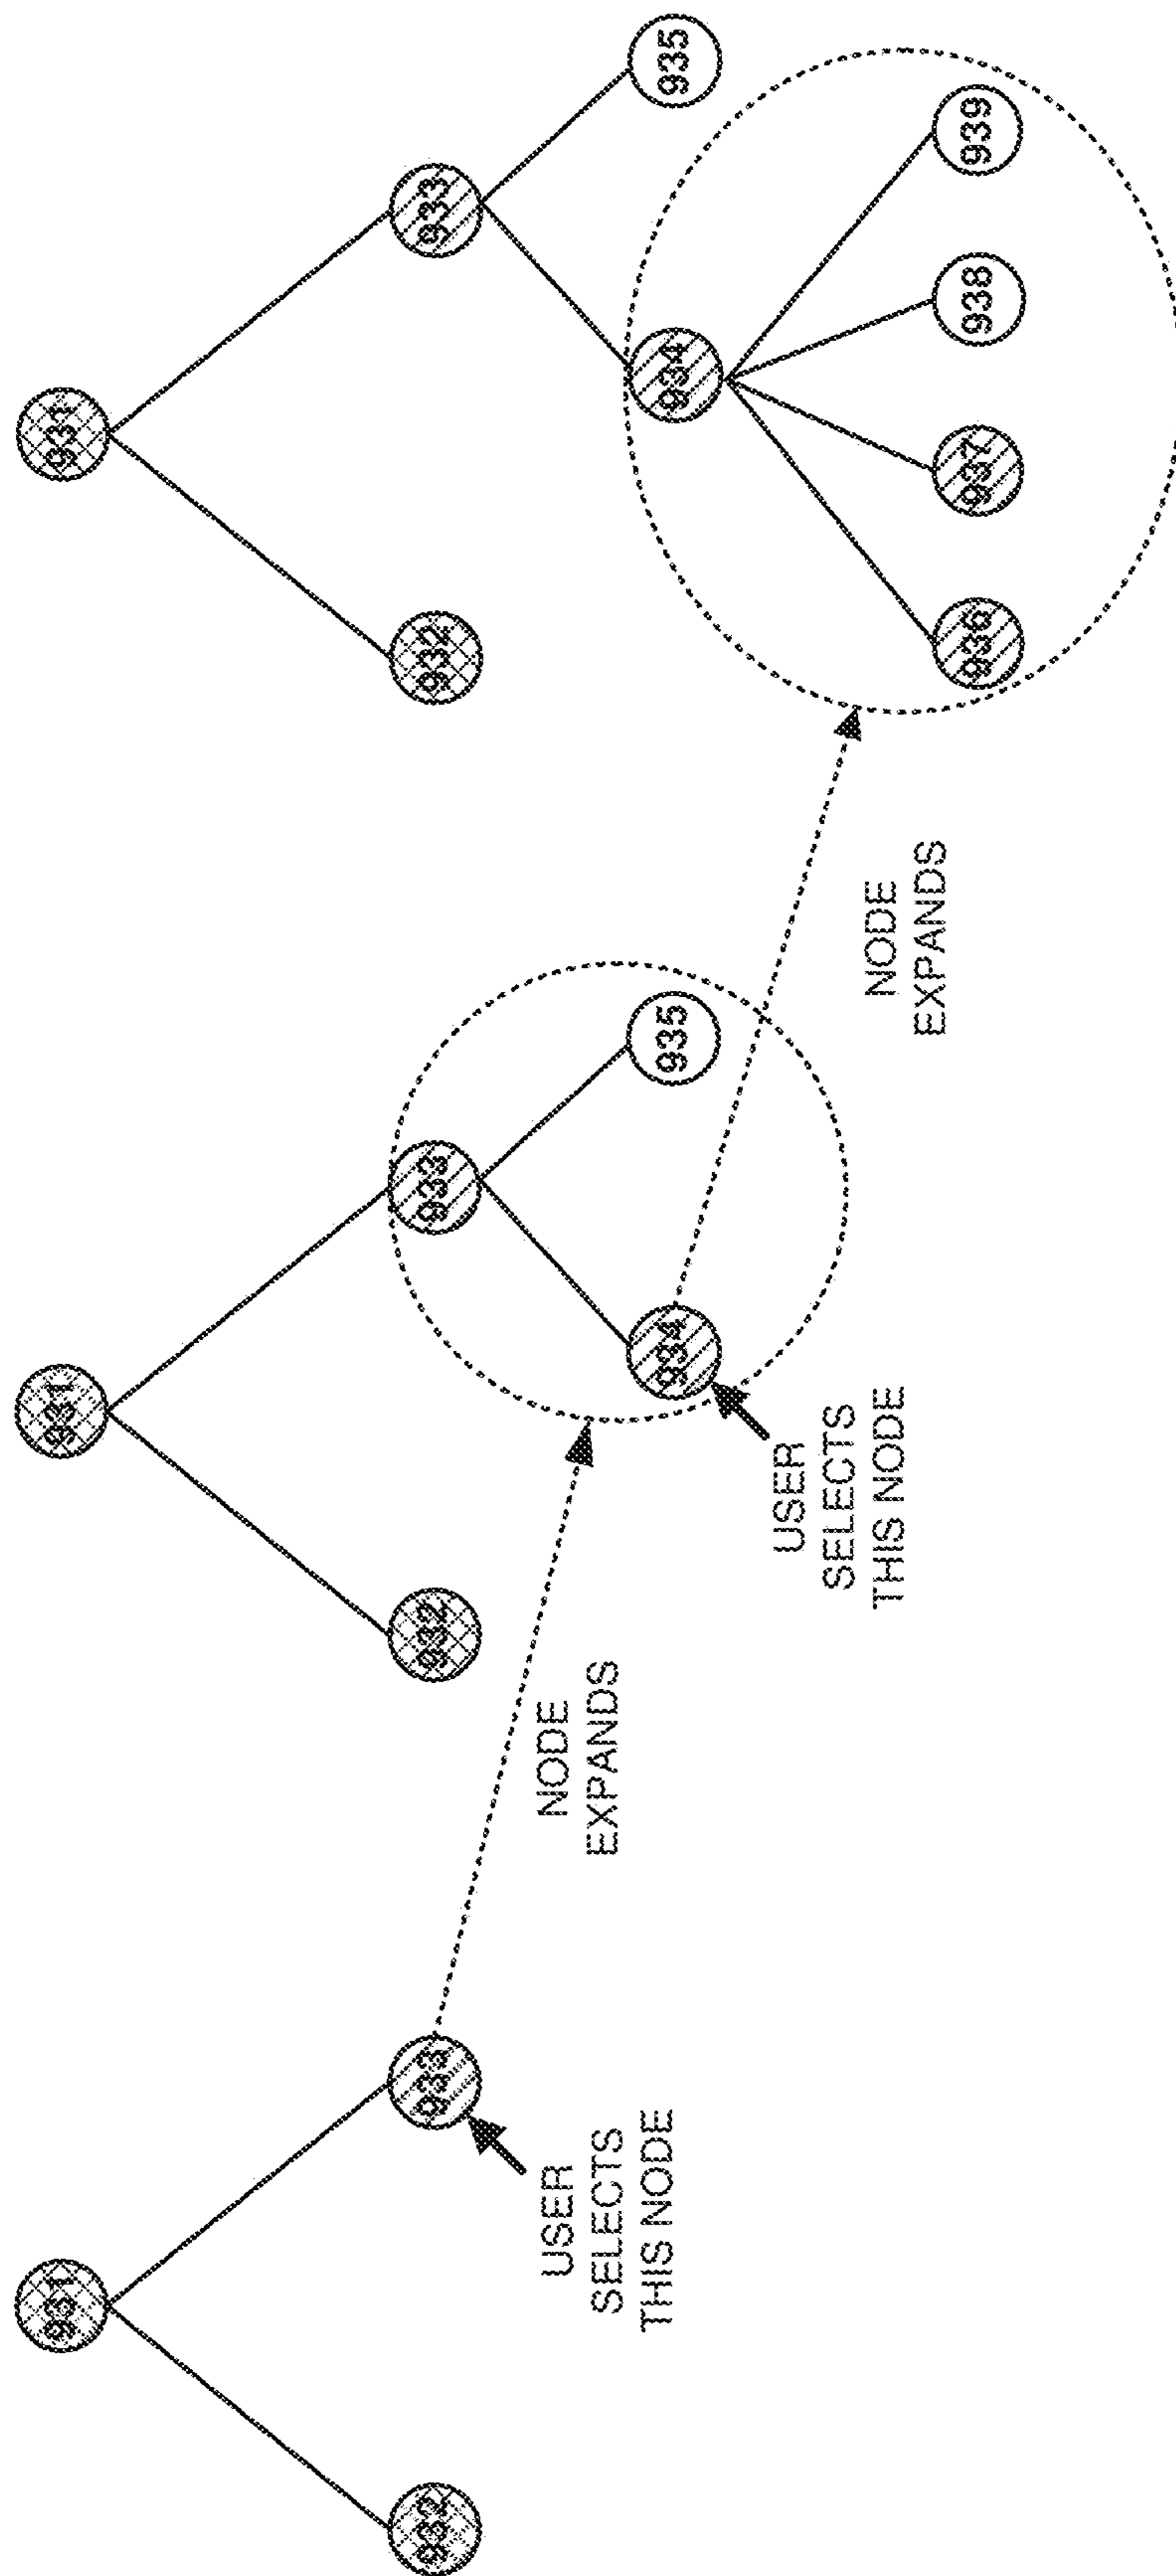 931
932
933
USER
SELECTS
THIS NODE
NODE
EXPANDS
931
932
933
934
935
USER
SELECTS
THIS NODE
NODE
EXPANDS
931
932
933
934
935
936
937
938
939